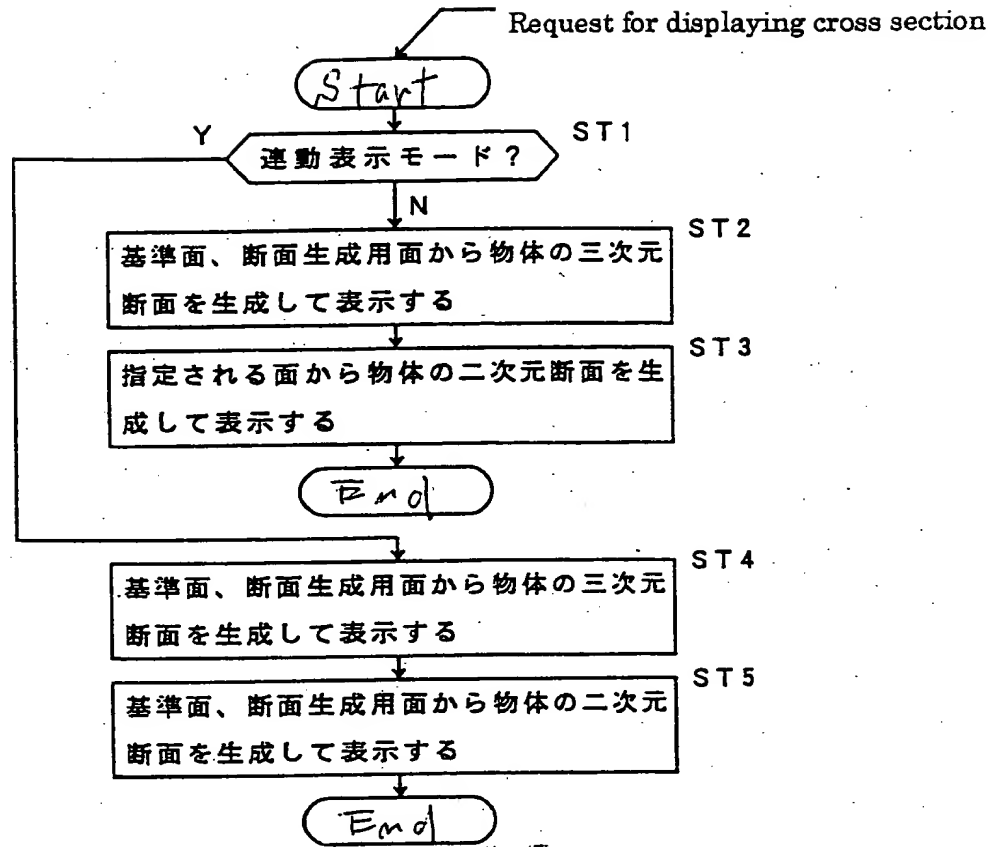 Request for displaying cross section
Start
ST1
Y
連動表示モード?
N
ST2
基準面、断面生成用面から物体の三次元
断面を生成して表示する
ST3
指定される面から物体の二次元断面を生
成して表示する
End
ST4
基準面、断面生成用面から物体の三次元
断面を生成して表示する
ST5
基準面、断面生成用面から物体の二次元
断面を生成して表示する
End